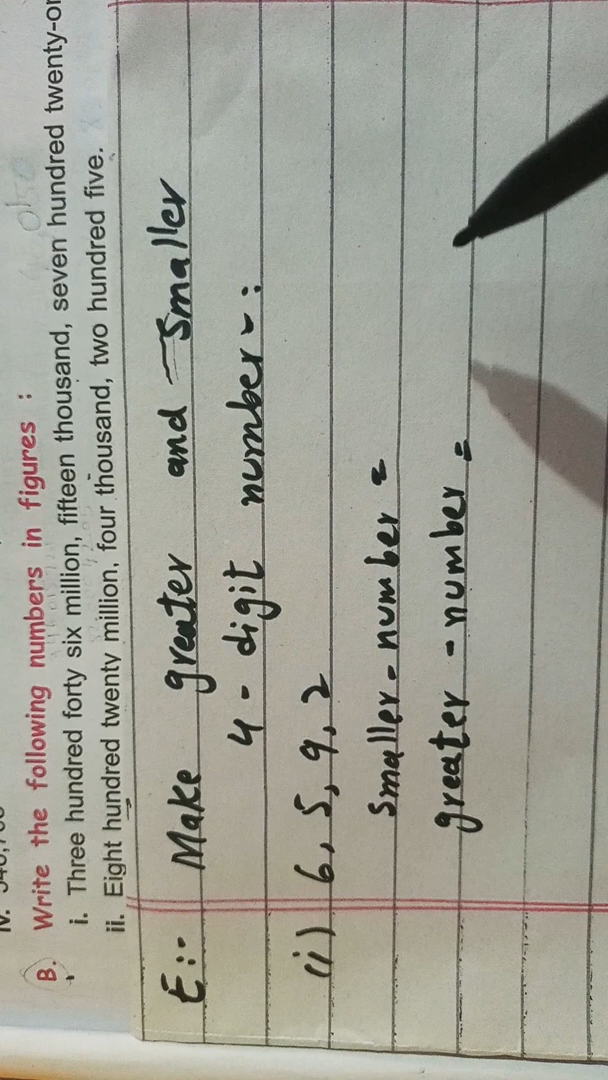 B. Write the following numbers in figures :
i. Three hundred forty six million, fifteen thousand, seven hundred
ii. Eight hundred twenty million, four thousand, two hundred five.
E:- Make greater and Smaller
4 - digit number -:
(i) 6, 5, 9, 2
Smaller - number =
greater - number =